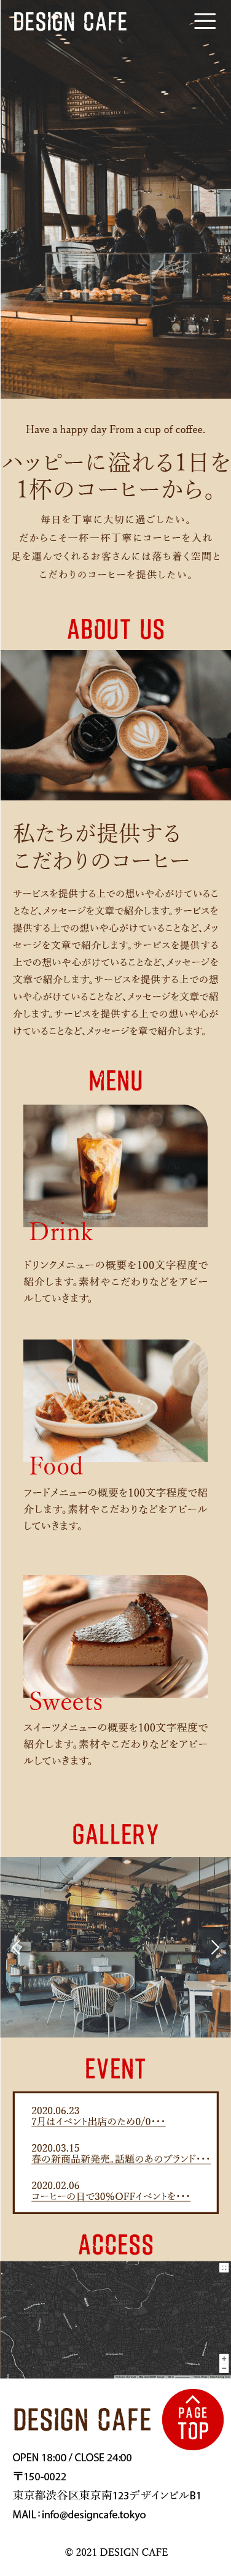 DESIGN CAFE
Have a happy day From a cup of coffee.
ハッピーに溢れる1日を
1杯のコーヒーから。
毎日を丁寧に大切に過ごしたい。
だからこそ一杯一杯丁寧にコーヒーを入れ
足を運んでくれるお客さんには落ち着く空間と
こだわりのコーヒーを提供したい。
ABOUT US
私たちが提供する
こだわりのコーヒー
サービスを提供する上での想いや心がけているこ
となど、メッセージを文章で紹介します。サービスを
提供する上での想いや心がけていることなど、メッ
セージを文章で紹介します。サービスを提供する
上での想いや心がけていることなど、メッセージを
文章で紹介します。サービスを提供する上での想
いや心がけていることなど、メッセージを文章で紹
介します。サービスを提供する上での想いや心が
けていることなど、メッセージを章で紹介します。
MENU
Drink
ドリンクメニューの概要を100文字程度で
紹介します。素材やこだわりなどをアピー
ルしていきます。
Food
フードメニューの概要を100文字程度で紹
介します。素材やこだわりなどをアピール
していきます。
Sweets
スイーツメニューの概要を100文字程度で
紹介します。素材やこだわりなどをアピー
ルしていきます。
GALLERY
EVENT
2020.06.23
7月はイベント出店のため0/0・・・
2020.03.15
春の新商品新発売。話題のあのブランド・・・
2020.02.06
コーヒーの日で30%OFFイベントを・・・
ACCESS
DESIGN CAFE
PAGE
TOP
OPEN 18:00 / CLOSE 24:00
〒150-0022
東京都渋谷区東京南123デザインビルB1
MAIL：info@designcafe.tokyo
© 2021 DESIGN CAFE